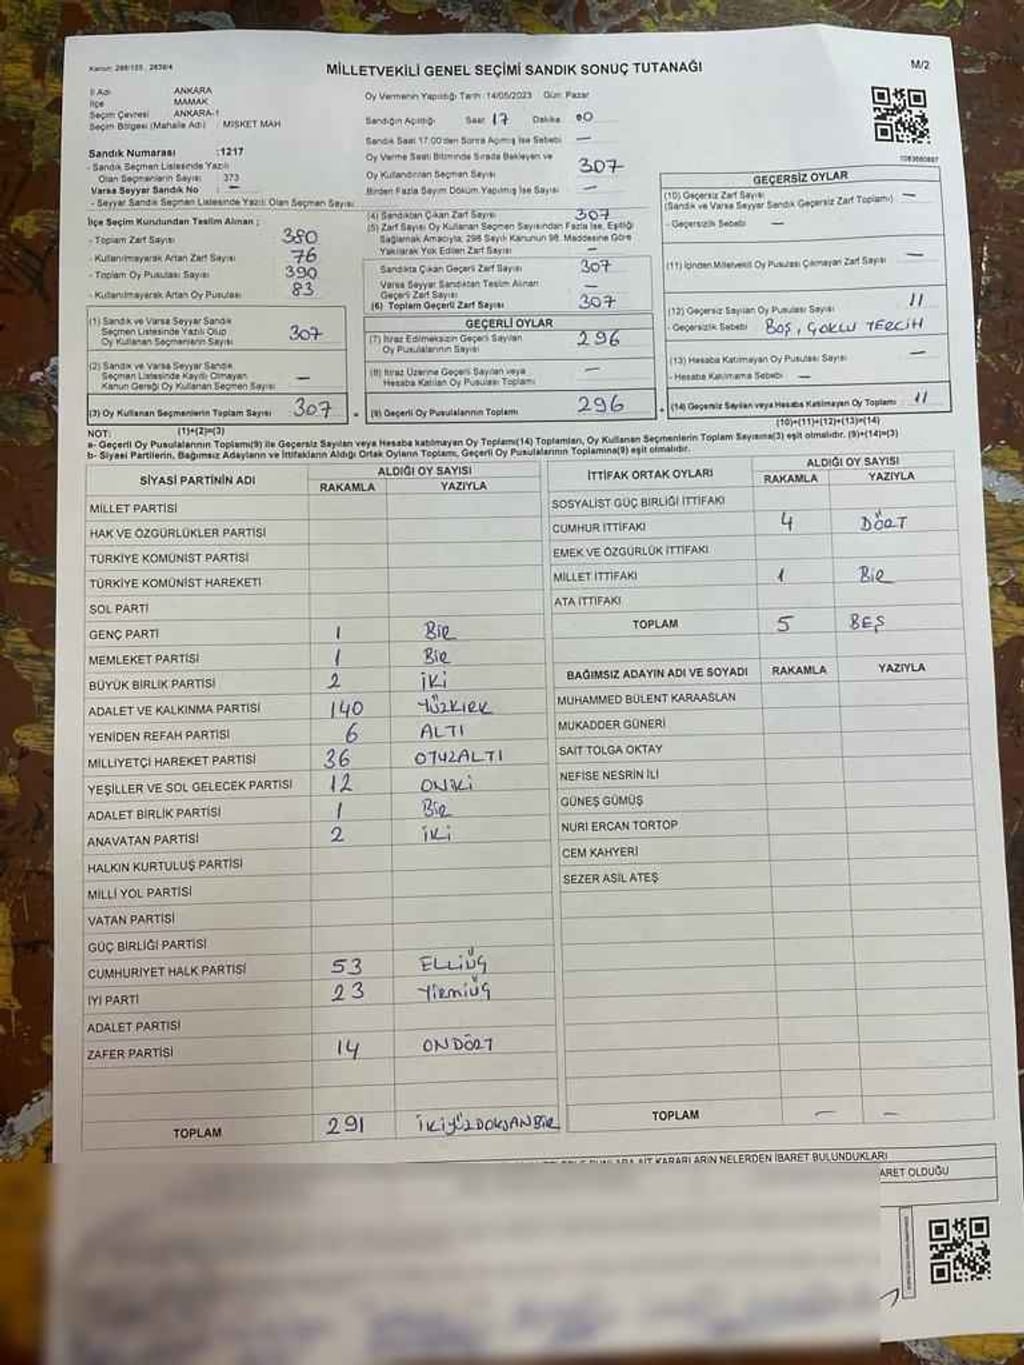 Kanun: 298/105 , 2839/4
MİLLETVEKİLİ GENEL SEÇİMİ SANDIK SONUÇ TUTANAĞI
M/2
İl Adı ANKARA
İlçe MAMAK
Seçim Çevresi ANKARA-1
Seçim Bölgesi (Mahalle Adı) : MİSKET MAH
Sandık Numarası :1217
- Sandık Seçmen Listesinde Yazılı
Olan Seçmenlerin Sayısı 373
Varsa Seyyar Sandık No : —
- Seyyar Sandık Seçmen Listesinde Yazılı Olan Seçmen Sayısı
İlçe Seçim Kurulundan Teslim Alınan ;
- Toplam Zarf Sayısı 380
- Kullanılmayarak Artan Zarf Sayısı 76
- Toplam Oy Pusulası Sayısı 390
- Kullanılmayarak Artan Oy Pusulası 83
(1) Sandık ve Varsa Seyyar Sandık
Seçmen Listesinde Yazılı Olup
Oy Kullanan Seçmenlerin Sayısı 307
(2) Sandık ve Varsa Seyyar Sandık
Seçmen Listesinde Kayıtlı Olmayan
Kanun Gereği Oy Kullanan Seçmen Sayısı —
(3) Oy Kullanan Seçmenlerin Toplam Sayısı 307
(1)+(2)=(3)
Oy Vermenin Yapıldığı Tarih : 14/05/2023 Gün: Pazar
Sandığın Açıldığı Saat 17 Dakika 00
Sandık Saat 17:00'den Sonra Açılmış İse Sebebi —
Oy Verme Saati Bitiminde Sırada Bekleyen ve
Oy Kullandırılan Seçmen Sayısı 307
Birden Fazla Sayım Döküm Yapılmış İse Sayısı —
(4) Sandıktan Çıkan Zarf Sayısı 307
(5) Zarf Sayısı Oy Kullanan Seçmen Sayısından Fazla İse, Eşitliği
Sağlamak Amacıyla; 298 Sayılı Kanunun 98. Maddesine Göre
Yakılarak Yok Edilen Zarf Sayısı —
Sandıkta Çıkan Geçerli Zarf Sayısı 307
Varsa Seyyar Sandıktan Teslim Alınan
Geçerli Zarf Sayısı —
(6) Toplam Geçerli Zarf Sayısı 307
GEÇERLİ OYLAR
(7) İtiraz Edilmeksizin Geçerli Sayılan
Oy Pusulalarının Sayısı 296
(8) İtiraz Üzerine Geçerli Sayılan veya
Hesaba Katılan Oy Pusulası Toplamı —
(9) Geçerli Oy Pusulalarının Toplamı 296
GEÇERSİZ OYLAR
(10) Geçersiz Zarf Sayısı
(Sandık ve Varsa Seyyar Sandık Geçersiz Zarf Toplamı) —
- Geçersizlik Sebebi —
(11) İçinden Milletvekili Oy Pusulası Çıkmayan Zarf Sayısı —
(12) Geçersiz Sayılan Oy Pusulası Sayısı 11
- Geçersizlik Sebebi BOŞ, ÇOKLU TERCİH
(13) Hesaba Katılmayan Oy Pusulası Sayısı —
- Hesaba Katılmama Sebebi —
(14) Geçersiz Sayılan veya Hesaba Katılmayan Oy Toplamı 11
(10)+(11)+(12)+(13)=(14)
NOT:
a- Geçerli Oy Pusulalarının Toplamı(9) ile Geçersiz Sayılan veya Hesaba katılmayan Oy Toplamı(14) Toplamları, Oy Kullanan Seçmenlerin Toplam Sayısına(3) eşit olmalıdır. (9)+(14)=(3)
b- Siyasi Partilerin, Bağımsız Adayların ve İttifakların Aldığı Ortak Oyların Toplamı, Geçerli Oy Pusulalarının Toplamına(9) eşit olmalıdır.
SİYASİ PARTİNİN ADI ALDIĞI OY SAYISI
RAKAMLA YAZIYLA
MİLLET PARTİSİ
HAK VE ÖZGÜRLÜKLER PARTİSİ
TÜRKİYE KOMÜNİST PARTİSİ
TÜRKİYE KOMÜNİST HAREKETİ
SOL PARTİ
GENÇ PARTİ 1 BİR
MEMLEKET PARTİSİ 1 BİR
BÜYÜK BİRLİK PARTİSİ 2 İKİ
ADALET VE KALKINMA PARTİSİ 140 YÜZKIRK
YENİDEN REFAH PARTİSİ 6 ALTI
MİLLİYETÇİ HAREKET PARTİSİ 36 OTUZALTI
YEŞİLLER VE SOL GELECEK PARTİSİ 12 ONİKİ
ADALET BİRLİK PARTİSİ 1 BİR
ANAVATAN PARTİSİ 2 İKİ
HALKIN KURTULUŞ PARTİSİ
MİLLİ YOL PARTİSİ
VATAN PARTİSİ
GÜÇ BİRLİĞİ PARTİSİ
CUMHURİYET HALK PARTİSİ 53 ELLİÜÇ
İYİ PARTİ 23 YİRMİÜÇ
ADALET PARTİSİ
ZAFER PARTİSİ 14 ONDÖRT
TOPLAM 291 İKİYÜZDOKSANBİR
İTTİFAK ORTAK OYLARI ALDIĞI OY SAYISI
RAKAMLA YAZIYLA
SOSYALİST GÜÇ BİRLİĞİ İTTİFAKI
CUMHUR İTTİFAKI 4 DÖRT
EMEK VE ÖZGÜRLÜK İTTİFAKI
MİLLET İTTİFAKI 1 BİR
ATA İTTİFAKI
TOPLAM 5 BEŞ
BAĞIMSIZ ADAYIN ADI VE SOYADI RAKAMLA YAZIYLA
MUHAMMED BÜLENT KARAASLAN
MUKADDER GÜNERİ
SAİT TOLGA OKTAY
NEFİSE NESRİN İLİ
GÜNEŞ GÜMÜŞ
NURİ ERCAN TORTOP
CEM KAHYERİ
SEZER ASİL ATEŞ
TOPLAM — —
KARARLARIN NELERDEN İBARET BULUNDUKLARI
ARET OLDUĞU